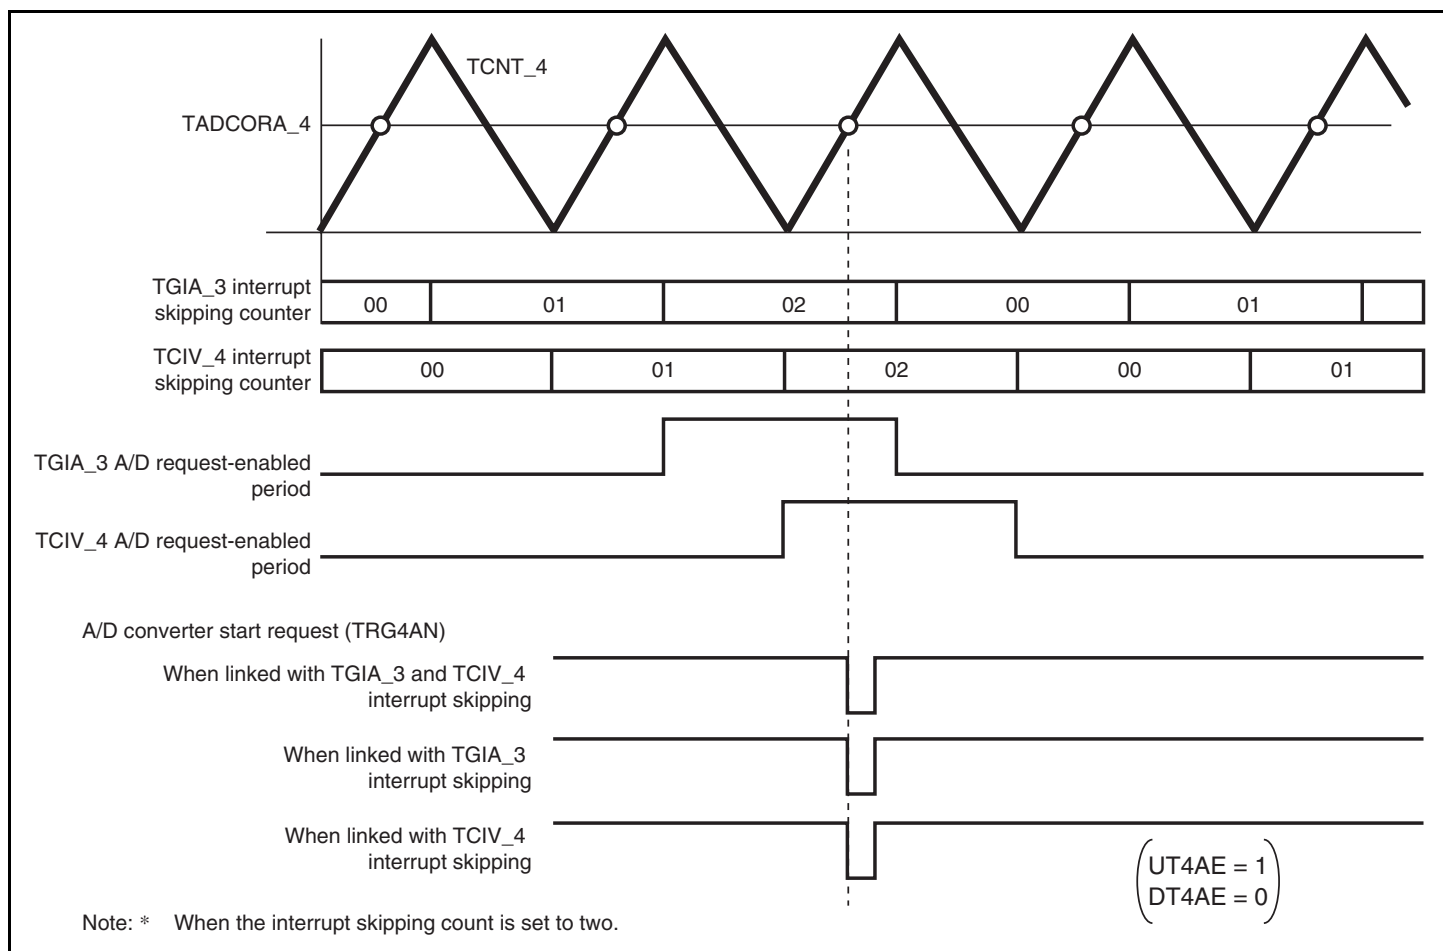 TCNT_4
TADCORA_4
TGIA_3 interrupt
skipping counter
00 01 02 00 01
TCIV_4 interrupt
skipping counter
00 01 02 00 01
TGIA_3 A/D request-enabled
period
TCIV_4 A/D request-enabled
period
A/D converter start request (TRG4AN)
When linked with TGIA_3 and TCIV_4
interrupt skipping
When linked with TGIA_3
interrupt skipping
When linked with TCIV_4
interrupt skipping
UT4AE = 1
DT4AE = 0
Note: * When the interrupt skipping count is set to two.